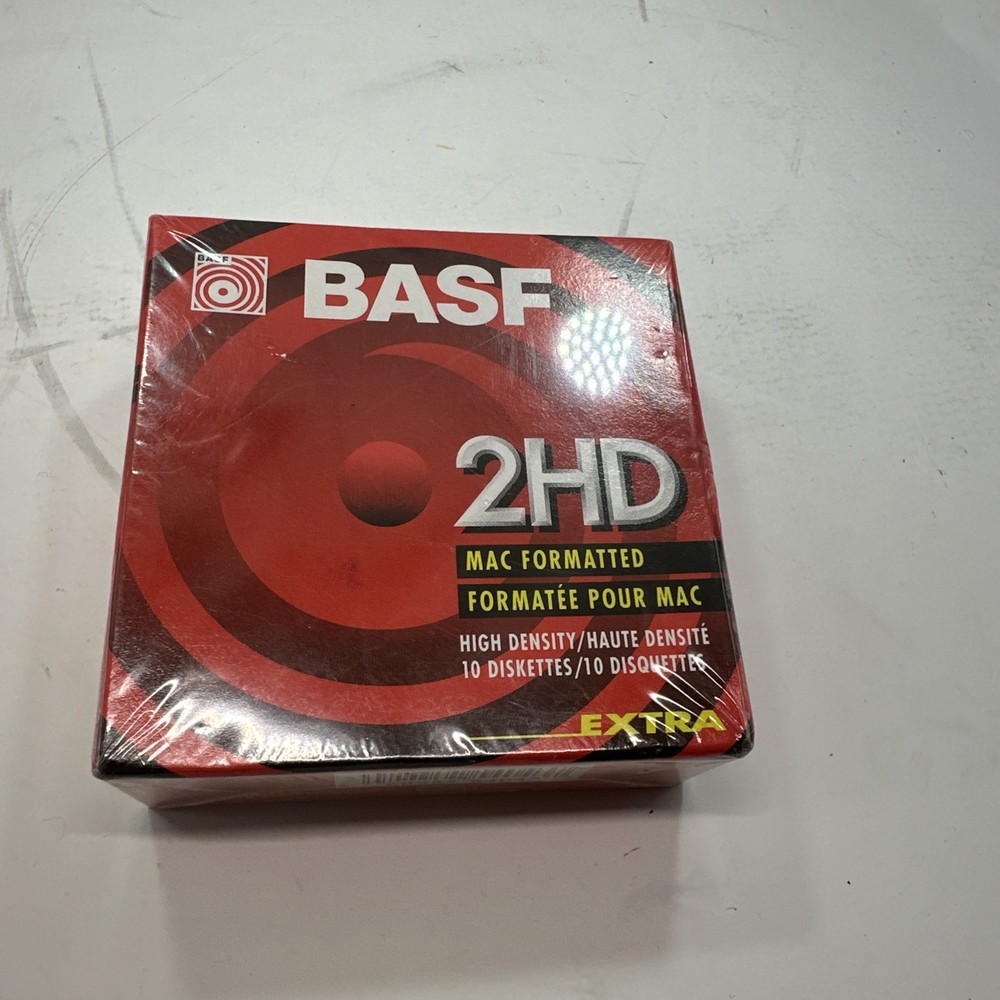 BASF
BASF
2HD
MAC FORMATTED
FORMATÉE POUR MAC
HIGH DENSITY/HAUTE DENSITÉ
10 DISKETTES/10 DISQUETTES
EXTRA